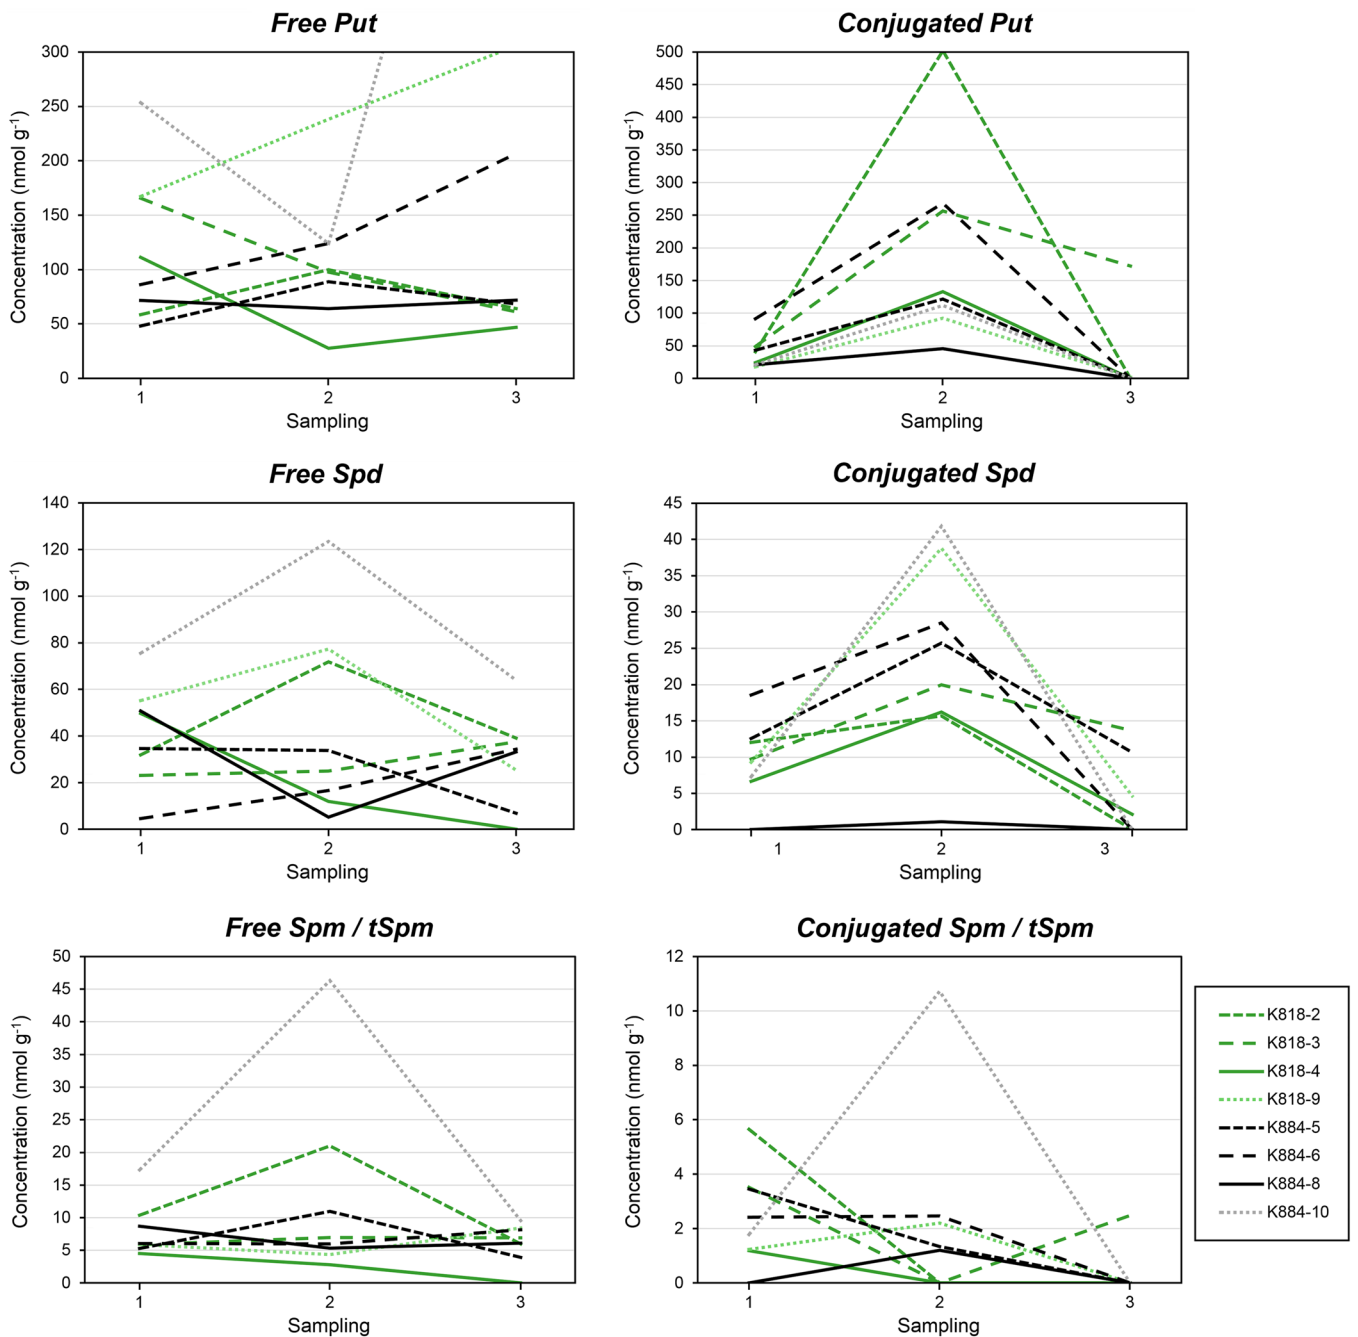 Free Put
Conjugated Put
Concentration (nmol g⁻¹)
300
250
200
150
100
50
0
1 2 3
Sampling
Concentration (nmol g⁻¹)
500
450
400
350
300
250
200
150
100
50
0
1 2 3
Sampling
Free Spd
Conjugated Spd
Concentration (nmol g⁻¹)
140
120
100
80
60
40
20
0
1 2 3
Sampling
Concentration (nmol g⁻¹)
45
40
35
30
25
20
15
10
5
0
1 2 3
Sampling
Free Spm / tSpm
Conjugated Spm / tSpm
Concentration (nmol g⁻¹)
50
45
40
35
30
25
20
15
10
5
0
1 2 3
Sampling
Concentration (nmol g⁻¹)
12
10
8
6
4
2
0
1 2 3
Sampling
K818-2
K818-3
K818-4
K818-9
K884-5
K884-6
K884-8
K884-10